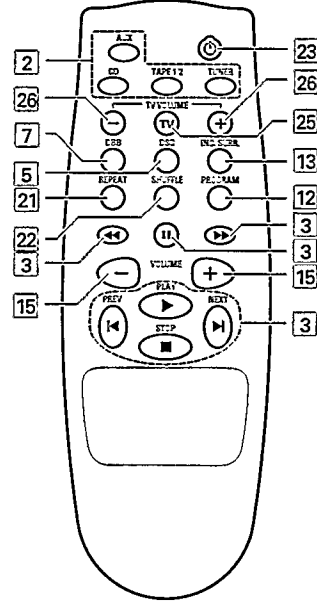 AUX
2
23
CD TAPE 1/2 TUNER
26
TV VOLUME
26
− TV +
7
25
DBB DSC INC. SURR.
5
13
REPEAT SHUFFLE PROGRAM
21
12
22
3
3
3
VOLUME
− +
15
15
PLAY
PREV NEXT
3
STOP